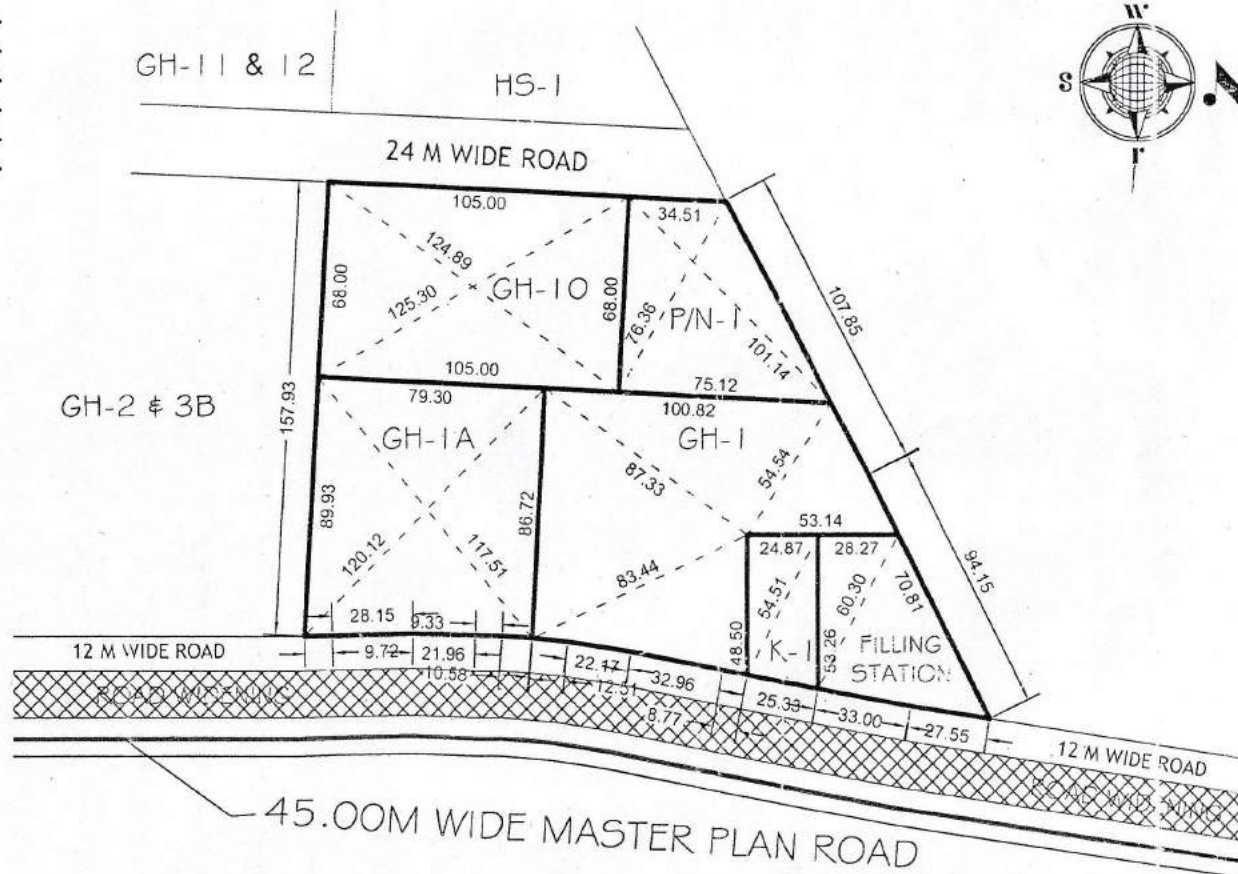 W
S
N
GH-11 & 12
HS-1
24 M WIDE ROAD
105.00
34.51
124.89
68.00
GH-10
68.00
P/N-1
107.85
125.30
76.36
101.14
105.00
75.12
79.30
100.82
GH-2 & 3B
157.93
GH-1A
GH-1
87.33
54.54
89.93
86.72
53.14
24.87
28.27
120.12
117.51
83.44
54.51
60.30
70.81
94.15
28.15
9.33
48.50
K-1
53.26
FILLING
STATION
12 M WIDE ROAD
9.72
21.96
22.17
10.58
12.51
32.96
8.77
25.33
33.00
27.55
12 M WIDE ROAD
ROAD WIDENING
ROAD WIDENING
45.00M WIDE MASTER PLAN ROAD